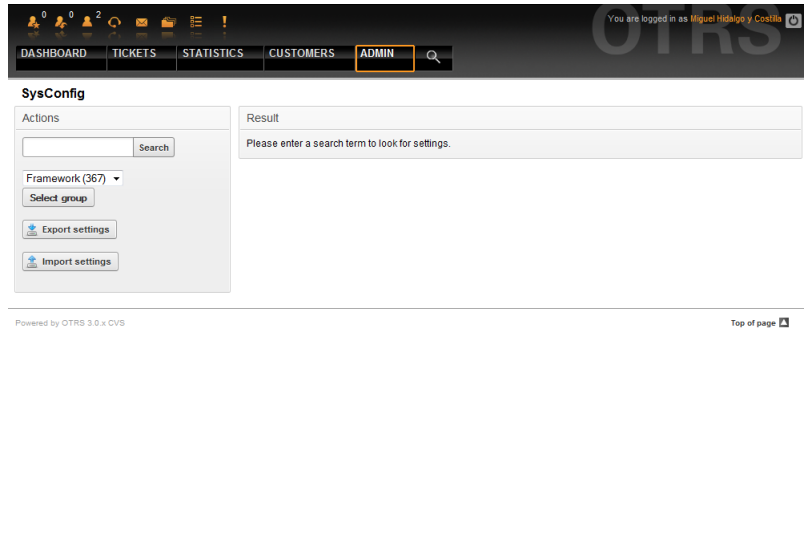 OTRS
0 0 2
You are logged in as Miguel Hidalgo y Costilla
DASHBOARD TICKETS STATISTICS CUSTOMERS ADMIN
SysConfig
Actions
Search
Framework (367)
Select group
Export settings
Import settings
Result
Please enter a search term to look for settings.
Powered by OTRS 3.0.x CVS
Top of page